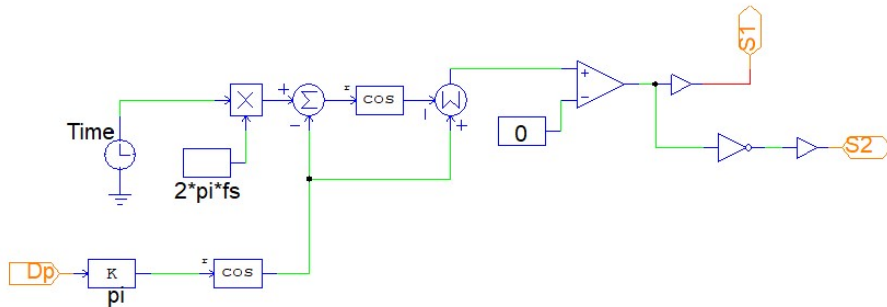 S1
+
r
cos
+
Σ
Time
-
-
+
-
0
S2
2*pi*fs
Dp
K
r
cos
pi